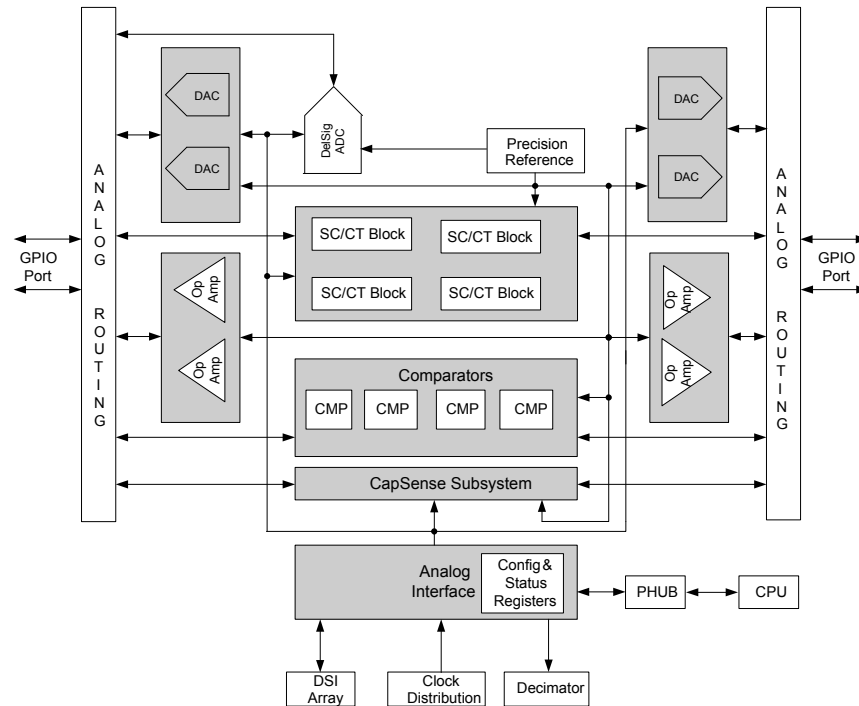 DAC
DAC
DelSig
ADC
Precision
Reference
DAC
DAC
A
N
A
L
O
G
R
O
U
T
I
N
G
GPIO
Port
SC/CT Block
SC/CT Block
SC/CT Block
SC/CT Block
A
N
A
L
O
G
R
O
U
T
I
N
G
GPIO
Port
Op
Amp
Op
Amp
Op
Amp
Op
Amp
Comparators
CMP
CMP
CMP
CMP
CapSense Subsystem
Analog
Interface
Config &
Status
Registers
PHUB
CPU
DSI
Array
Clock
Distribution
Decimator